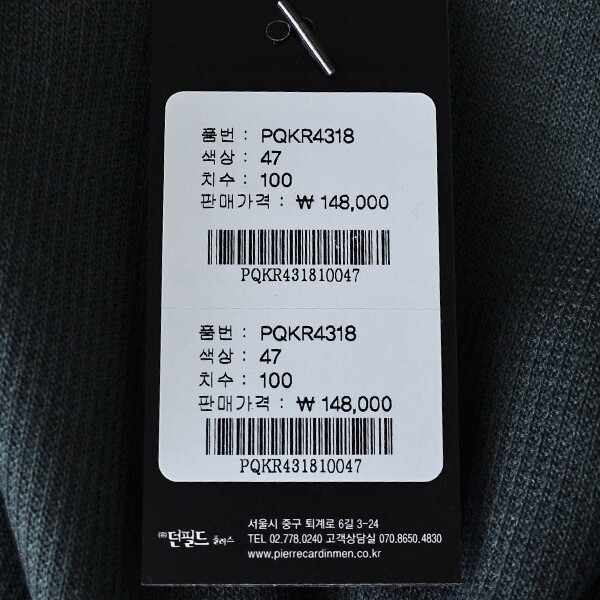 품번 : PQKR4318
색상 : 47
치수 : 100
판매가격 : ₩ 148,000
PQKR431810047
품번 : PQKR4318
색상 : 47
치수 : 100
판매가격 : ₩ 148,000
PQKR431810047
㈜던필드 플러스
서울시 중구 퇴계로 6길 3-24
TEL 02.778.0240 고객상담실 070.8650.4830
www.pierrecardinmen.co.kr